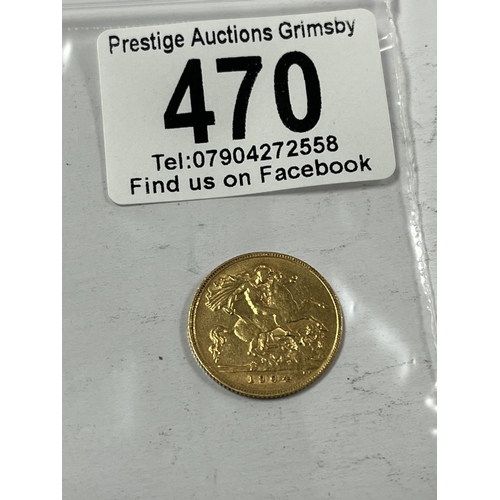 Prestige Auctions Grimsby
470
Tel:07904272558
Find us on Facebook